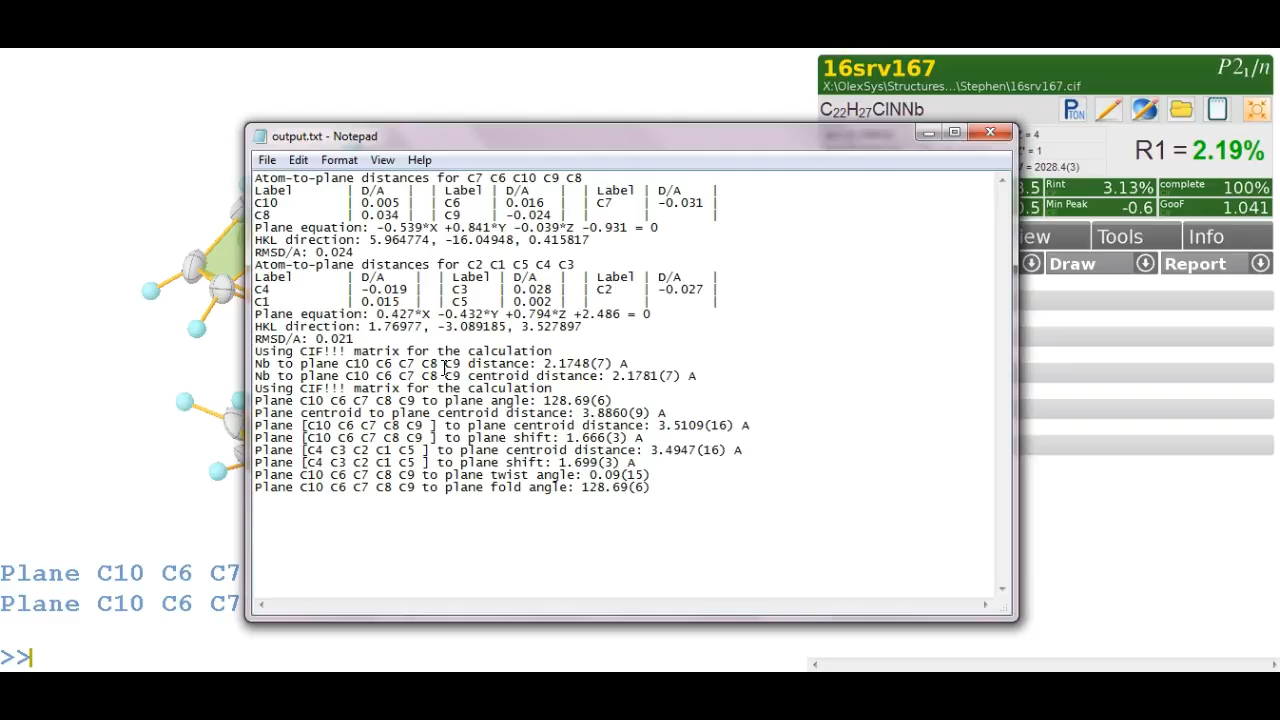 16srv167
P2₁/n
X:\OlexSys\Structures...\Stephen\16srv167.cif
C₂₂H₂₇ClNNb
= 4
= 1
= 2028.4(3)
R1 = 2.19%
3.5
Rint
3.13%
complete
100%
0.5
Min Peak
-0.6
GooF
1.041
iew
Tools
Info
Draw
Report
output.txt - Notepad
File Edit Format View Help
Atom-to-plane distances for C7 C6 C10 C9 C8
Label | D/A | | Label | D/A | | Label | D/A |
C10 | 0.005 | | C6 | 0.016 | | C7 | -0.031 |
C8 | 0.034 | | C9 | -0.024 | | | |
Plane equation: -0.539*X +0.841*Y -0.039*Z -0.931 = 0
HKL direction: 5.964774, -16.04948, 0.415817
RMSD/A: 0.024
Atom-to-plane distances for C2 C1 C5 C4 C3
Label | D/A | | Label | D/A | | Label | D/A |
C4 | -0.019 | | C3 | 0.028 | | C2 | -0.027 |
C1 | 0.015 | | C5 | 0.002 | | | |
Plane equation: 0.427*X -0.432*Y +0.794*Z +2.486 = 0
HKL direction: 1.76977, -3.089185, 3.527897
RMSD/A: 0.021
Using CIF!!! matrix for the calculation
Nb to plane C10 C6 C7 C8 C9 distance: 2.1748(7) A
Nb to plane C10 C6 C7 C8 C9 centroid distance: 2.1781(7) A
Using CIF!!! matrix for the calculation
Plane C10 C6 C7 C8 C9 to plane angle: 128.69(6)
Plane centroid to plane centroid distance: 3.8860(9) A
Plane [C10 C6 C7 C8 C9 ] to plane centroid distance: 3.5109(16) A
Plane [C10 C6 C7 C8 C9 ] to plane shift: 1.666(3) A
Plane [C4 C3 C2 C1 C5 ] to plane centroid distance: 3.4947(16) A
Plane [C4 C3 C2 C1 C5 ] to plane shift: 1.699(3) A
Plane C10 C6 C7 C8 C9 to plane twist angle: 0.09(15)
Plane C10 C6 C7 C8 C9 to plane fold angle: 128.69(6)
Plane C10 C6 C7
Plane C10 C6 C7
>>